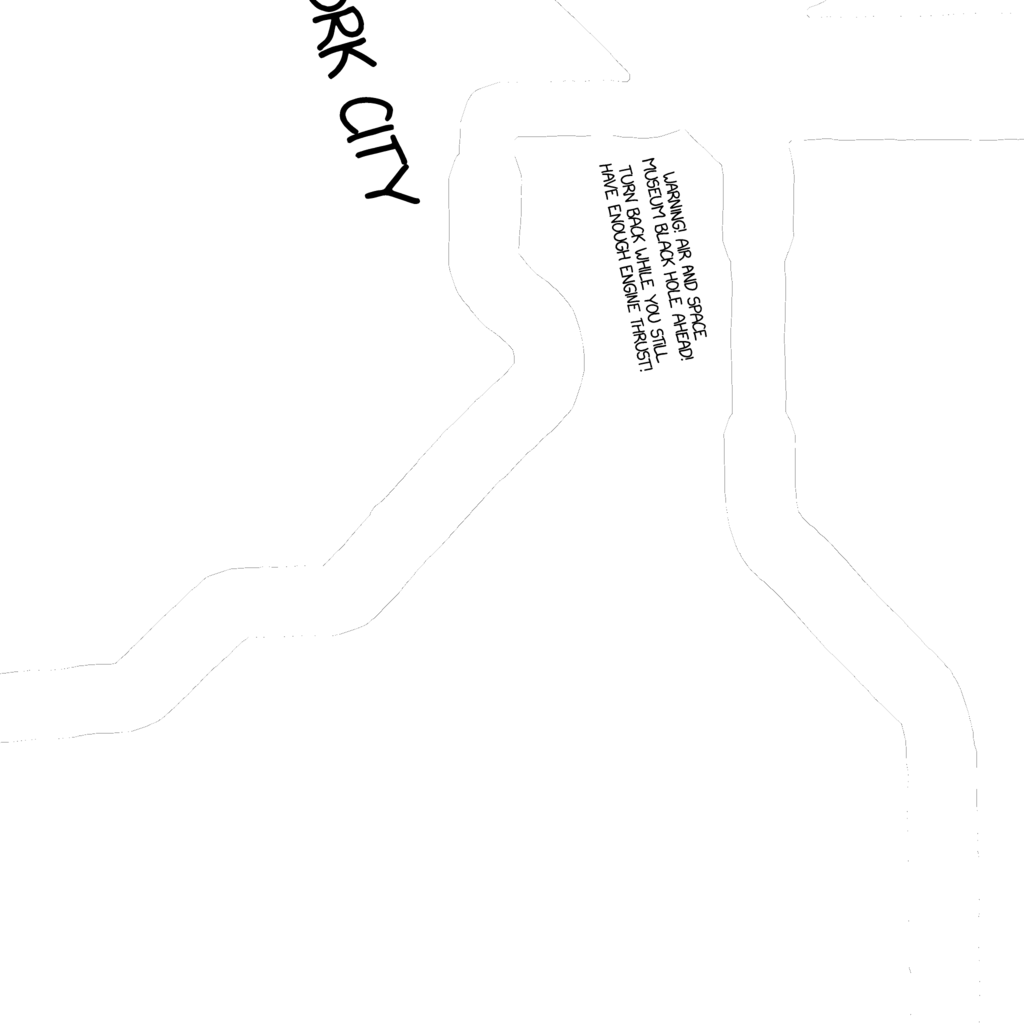 ORK CITY
WARNING! AIR AND SPACE
MUSEUM BLACK HOLE AHEAD!
TURN BACK WHILE YOU STILL
HAVE ENOUGH ENGINE THRUST!